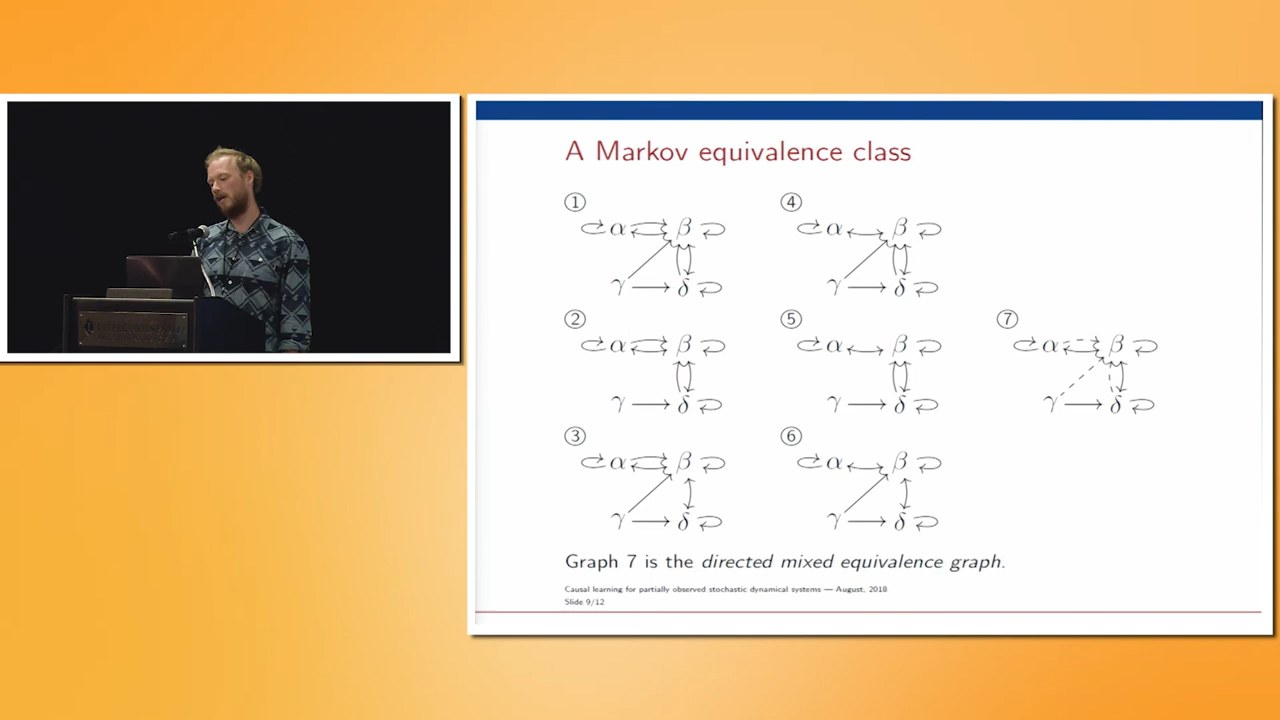 A Markov equivalence class
① ④
α β α β
γ δ γ δ
② ⑤ ⑦
α β α β α β
γ δ γ δ γ δ
③ ⑥
α β α β
γ δ γ δ
Graph 7 is the directed mixed equivalence graph.
Causal learning for partially observed stochastic dynamical systems — August, 2018
Slide 9/12